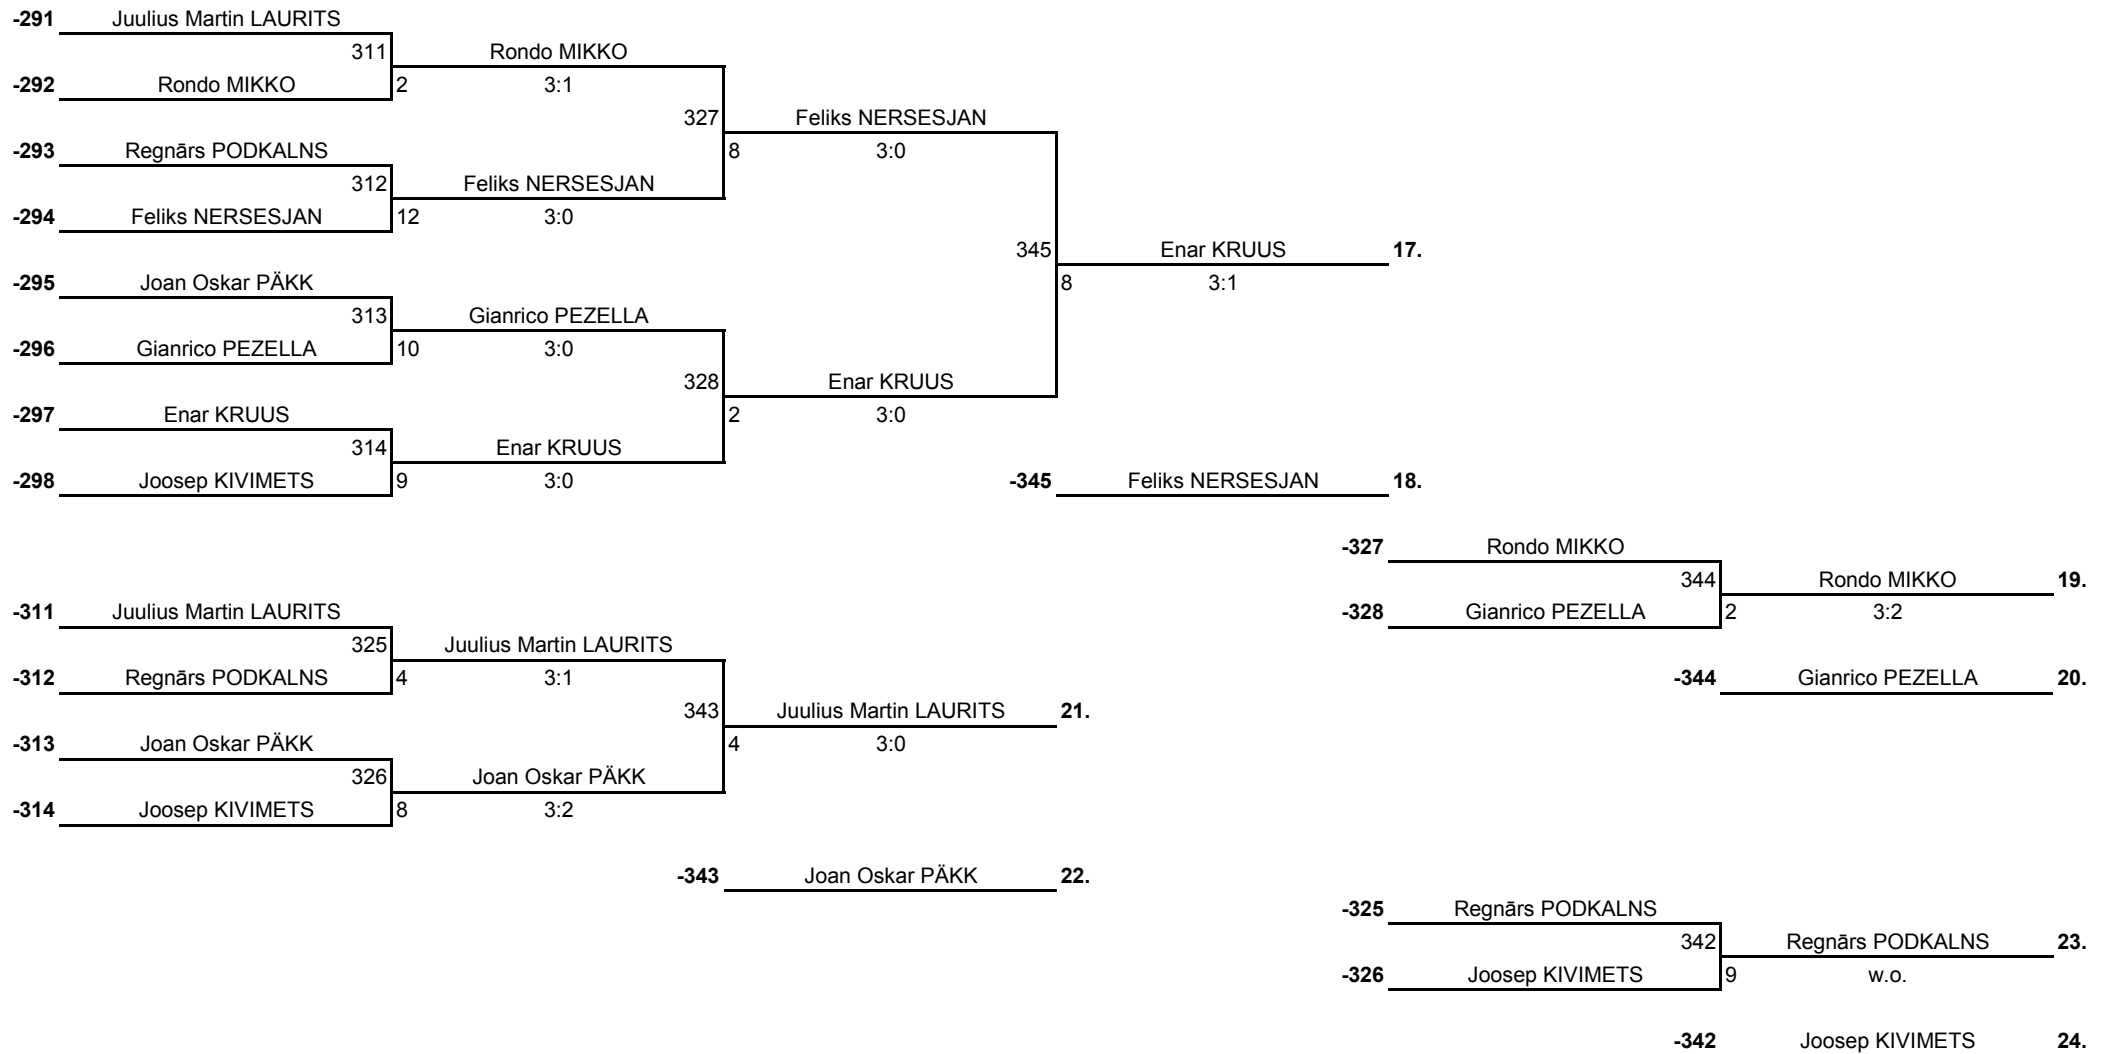 -291 Juulius Martin LAURITS
311 Rondo MIKKO
-292 Rondo MIKKO 2 3:1
327 Feliks NERSESJAN
-293 Regnārs PODKALNS 8 3:0
312 Feliks NERSESJAN
-294 Feliks NERSESJAN 12 3:0
345 Enar KRUUS 17.
-295 Joan Oskar PÄKK 8 3:1
313 Gianrico PEZELLA
-296 Gianrico PEZELLA 10 3:0
328 Enar KRUUS
-297 Enar KRUUS 2 3:0
314 Enar KRUUS
-298 Joosep KIVIMETS 9 3:0 -345 Feliks NERSESJAN 18.
-327 Rondo MIKKO
344 Rondo MIKKO 19.
-311 Juulius Martin LAURITS -328 Gianrico PEZELLA 2 3:2
325 Juulius Martin LAURITS
-312 Regnārs PODKALNS 4 3:1 -344 Gianrico PEZELLA 20.
343 Juulius Martin LAURITS 21.
-313 Joan Oskar PÄKK 4 3:0
326 Joan Oskar PÄKK
-314 Joosep KIVIMETS 8 3:2
-343 Joan Oskar PÄKK 22.
-325 Regnārs PODKALNS
342 Regnārs PODKALNS 23.
-326 Joosep KIVIMETS 9 w.o.
-342 Joosep KIVIMETS 24.